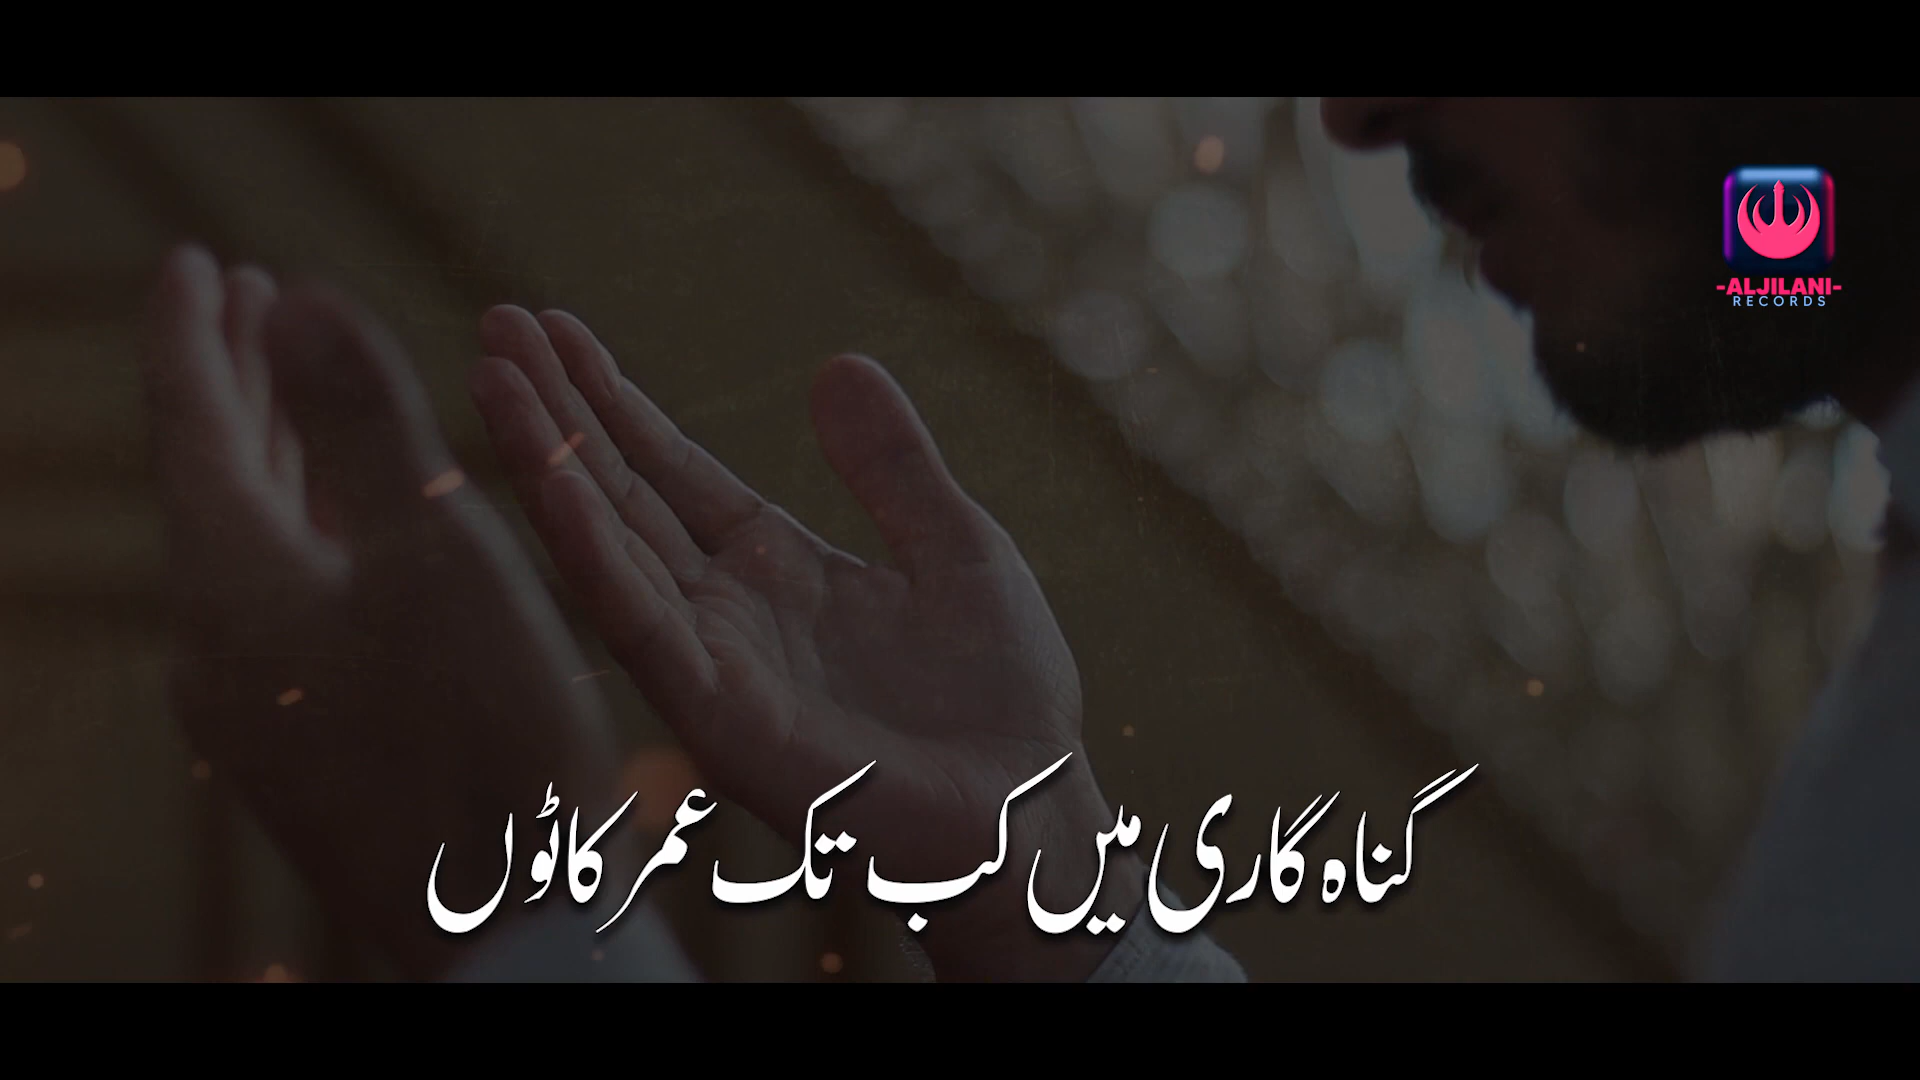 -ALJILANI-
RECORDS
گناہ گاری میں کب تک عمر کاٹوں